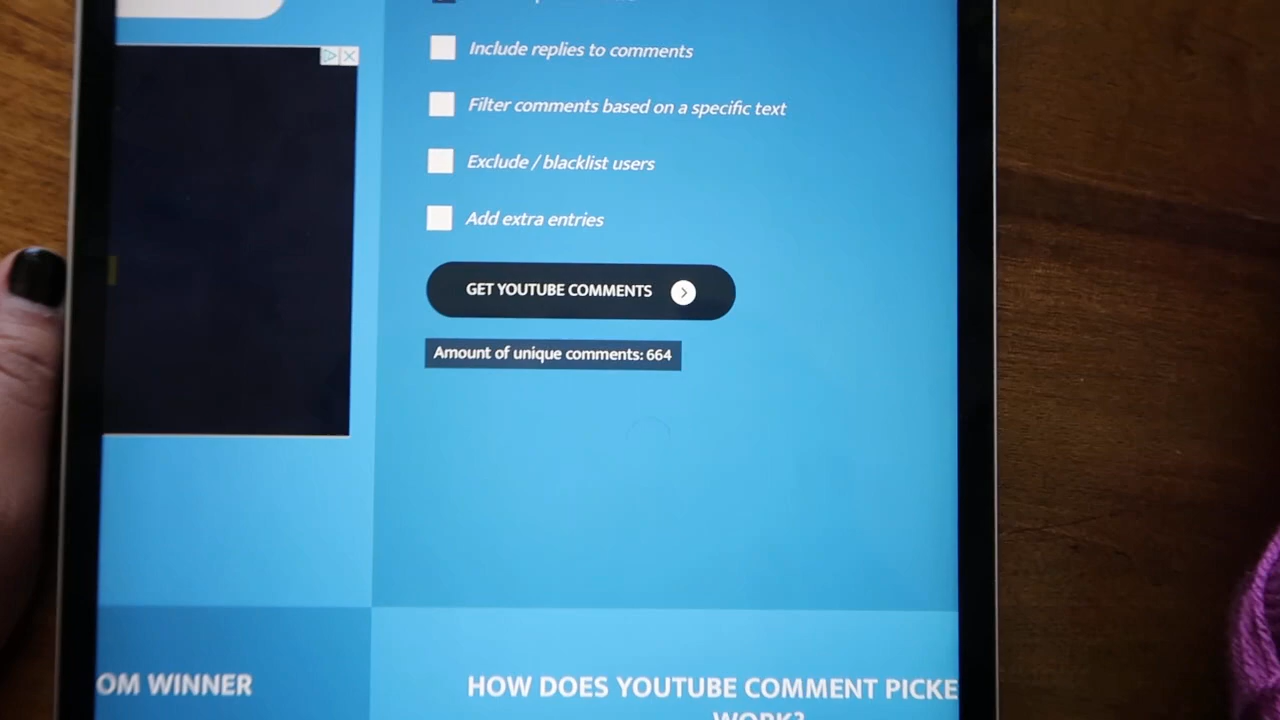 Include replies to comments
Filter comments based on a specific text
Exclude / blacklist users
Add extra entries
GET YOUTUBE COMMENTS
Amount of unique comments: 664
OM WINNER
HOW DOES YOUTUBE COMMENT PICKE
WORK?